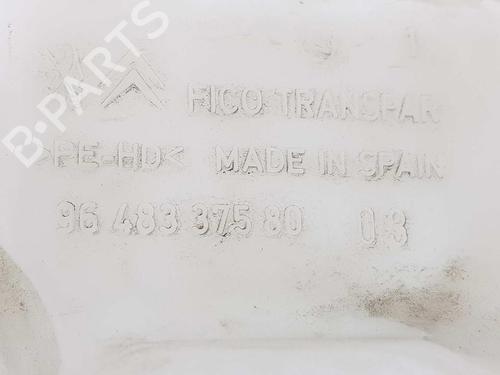 FICO TRANSPAR
>PE-HD< MADE IN SPAIN
96 483 375 80 03
B-PARTS